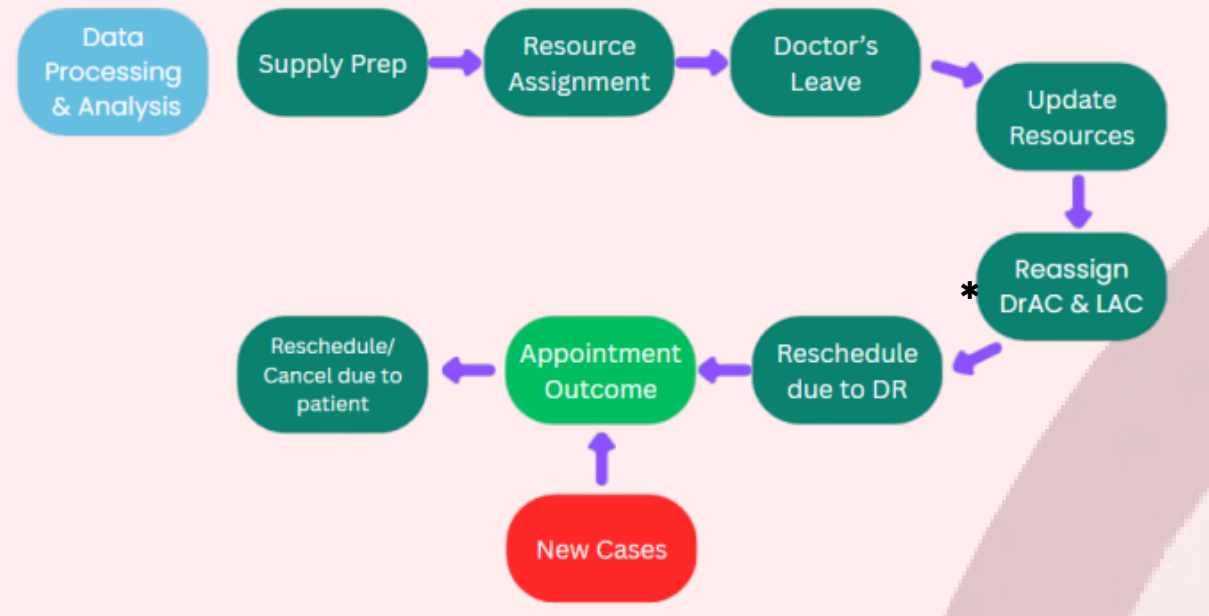 Data
Processing
& Analysis
Supply Prep
Resource
Assignment
Doctor’s
Leave
Update
Resources
*
Reassign
DrAC & LAC
Reschedule
due to DR
Appointment
Outcome
Reschedule/
Cancel due to
patient
New Cases